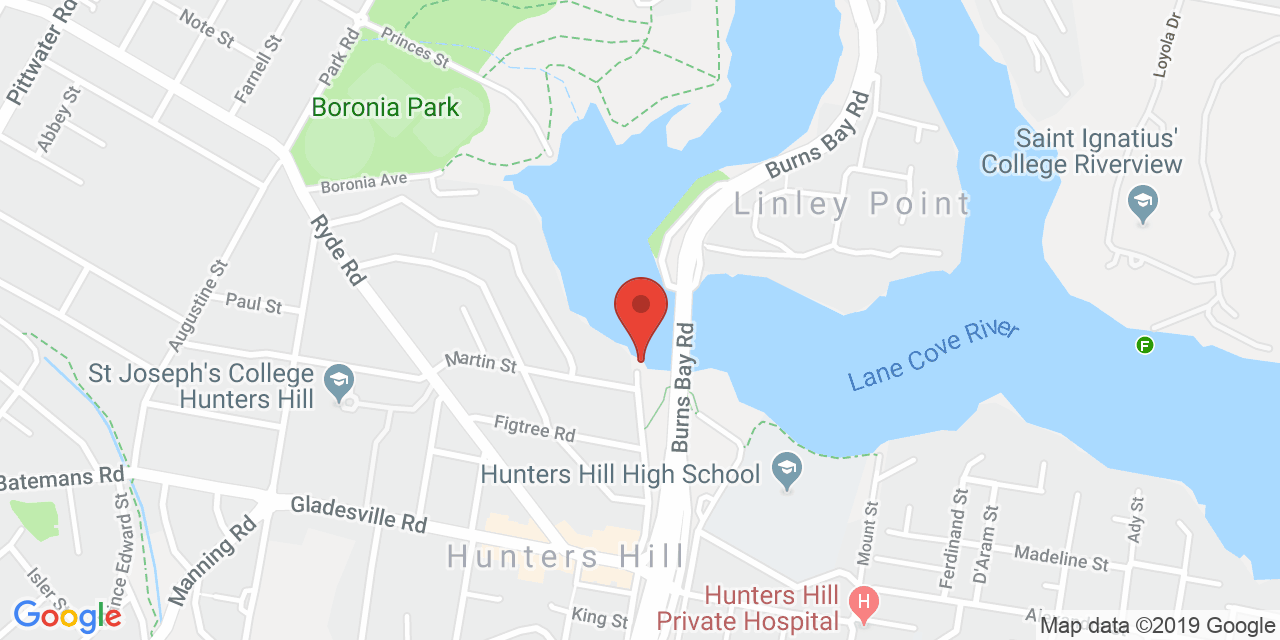 Pittwater Rd
Note St
Farnell St
Park Rd
Princes St
Loyola Dr
Abbey St
Boronia Park
Burns Bay Rd
Saint Ignatius'
College Riverview
Boronia Ave
Linley Point
Ryde Rd
Augustine St
Paul St
Lane Cove River
F
Martin St
St Joseph's College
Hunters Hill
Burns Bay Rd
Figtree Rd
Batemans Rd
Hunters Hill High School
Gladesville Rd
Mount St
Ferdinand St
D'Aram St
Ady St
Manning Rd
Hunters Hill
Madeline St
Isler St
Hunters Hill
Private Hospital
H
King St
Google
Map data ©2019 Google